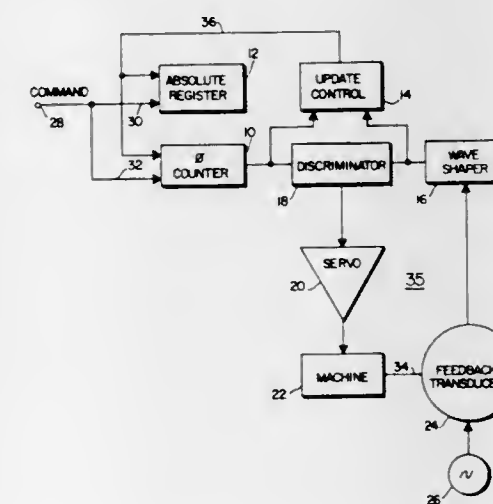 36
12
COMMAND
28
ABSOLUTE
REGISTER
30
UPDATE
CONTROL
14
10
Ø
COUNTER
32
DISCRIMINATOR
18
WAVE
SHAPER
16
SERVO
20
35
MACHINE
22
34
FEEDBACK
TRANSDUCE
24
26